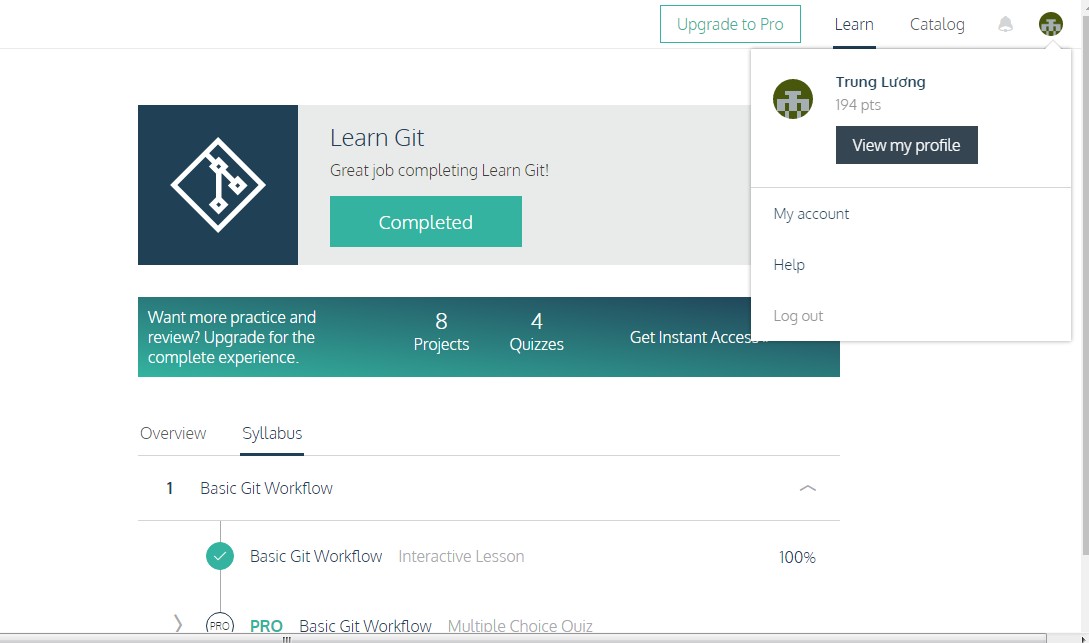 Upgrade to Pro Learn Catalog
Trung Lương
194 pts
View my profile
My account
Help
Log out
Learn Git
Great job completing Learn Git!
Completed
Want more practice and
review? Upgrade for the
complete experience.
8
Projects
4
Quizzes
Get Instant Access
Overview Syllabus
1 Basic Git Workflow
Basic Git Workflow Interactive Lesson 100%
PRO PRO Basic Git Workflow Multiple Choice Quiz